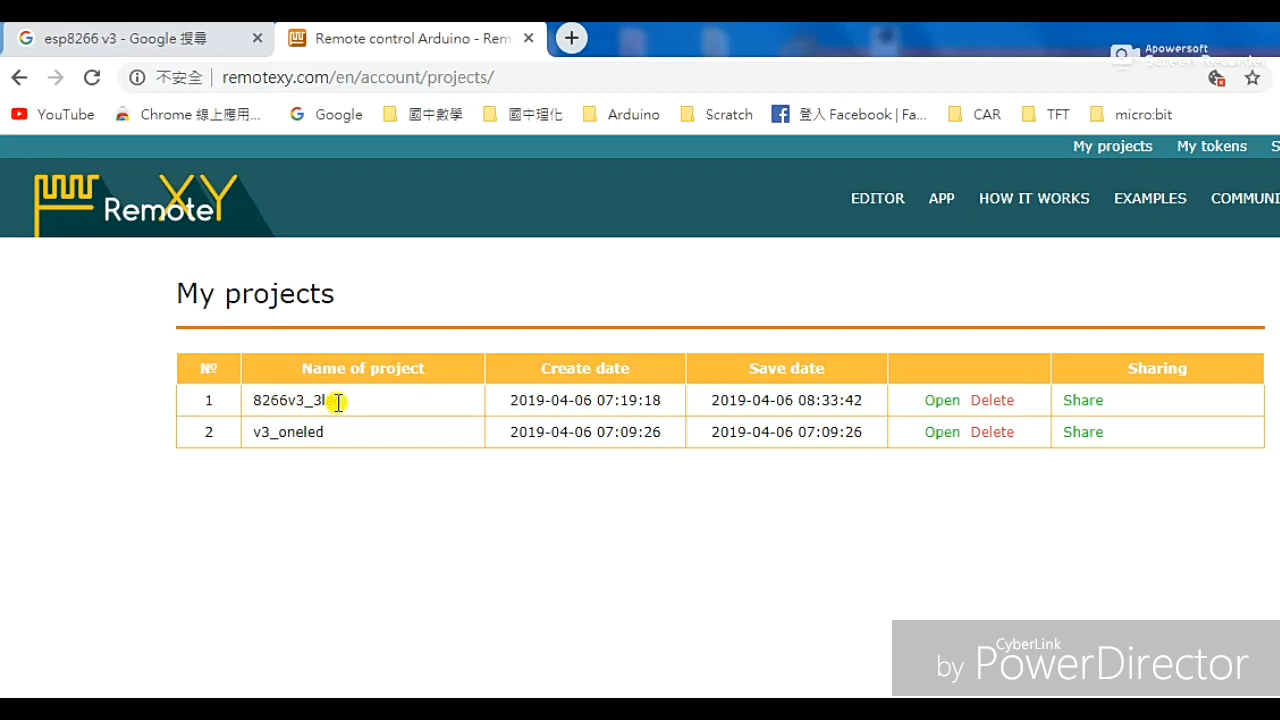 esp8266 v3 - Google 搜尋
Remote control Arduino - Rem
Apowersoft
Screen Recorder
不安全
remotexy.com/en/account/projects/
YouTube
Chrome 線上應用...
Google
國中數學
國中理化
Arduino
Scratch
登入 Facebook | Fa...
CAR
TFT
micro:bit
My projects
My tokens
S
RemoteXY
EDITOR
APP
HOW IT WORKS
EXAMPLES
COMMUNI
My projects
№ Name of project Create date Save date Sharing
1 2019-04-06 07:19:18 2019-04-06 08:33:42 Open Delete Share
2 v3_oneled 2019-04-06 07:09:26 2019-04-06 07:09:26 Open Delete Share
CyberLink
by PowerDirector